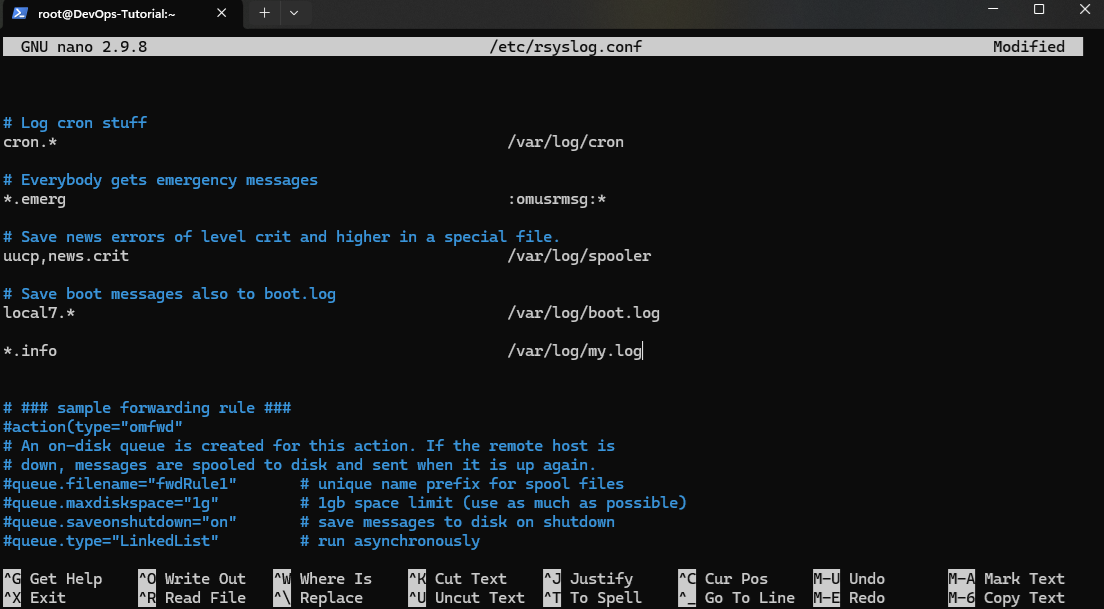 root@DevOps-Tutorial:~
GNU nano 2.9.8 /etc/rsyslog.conf Modified
# Log cron stuff
cron.* /var/log/cron
# Everybody gets emergency messages
*.emerg :omusrmsg:*
# Save news errors of level crit and higher in a special file.
uucp,news.crit /var/log/spooler
# Save boot messages also to boot.log
local7.* /var/log/boot.log
*.info /var/log/my.log
# ### sample forwarding rule ###
#action(type="omfwd"
# An on-disk queue is created for this action. If the remote host is
# down, messages are spooled to disk and sent when it is up again.
#queue.filename="fwdRule1" # unique name prefix for spool files
#queue.maxdiskspace="1g" # 1gb space limit (use as much as possible)
#queue.saveonshutdown="on" # save messages to disk on shutdown
#queue.type="LinkedList" # run asynchronously
^G Get Help ^O Write Out ^W Where Is ^K Cut Text ^J Justify ^C Cur Pos M-U Undo M-A Mark Text
^X Exit ^R Read File ^\ Replace ^U Uncut Text ^T To Spell ^_ Go To Line M-E Redo M-6 Copy Text